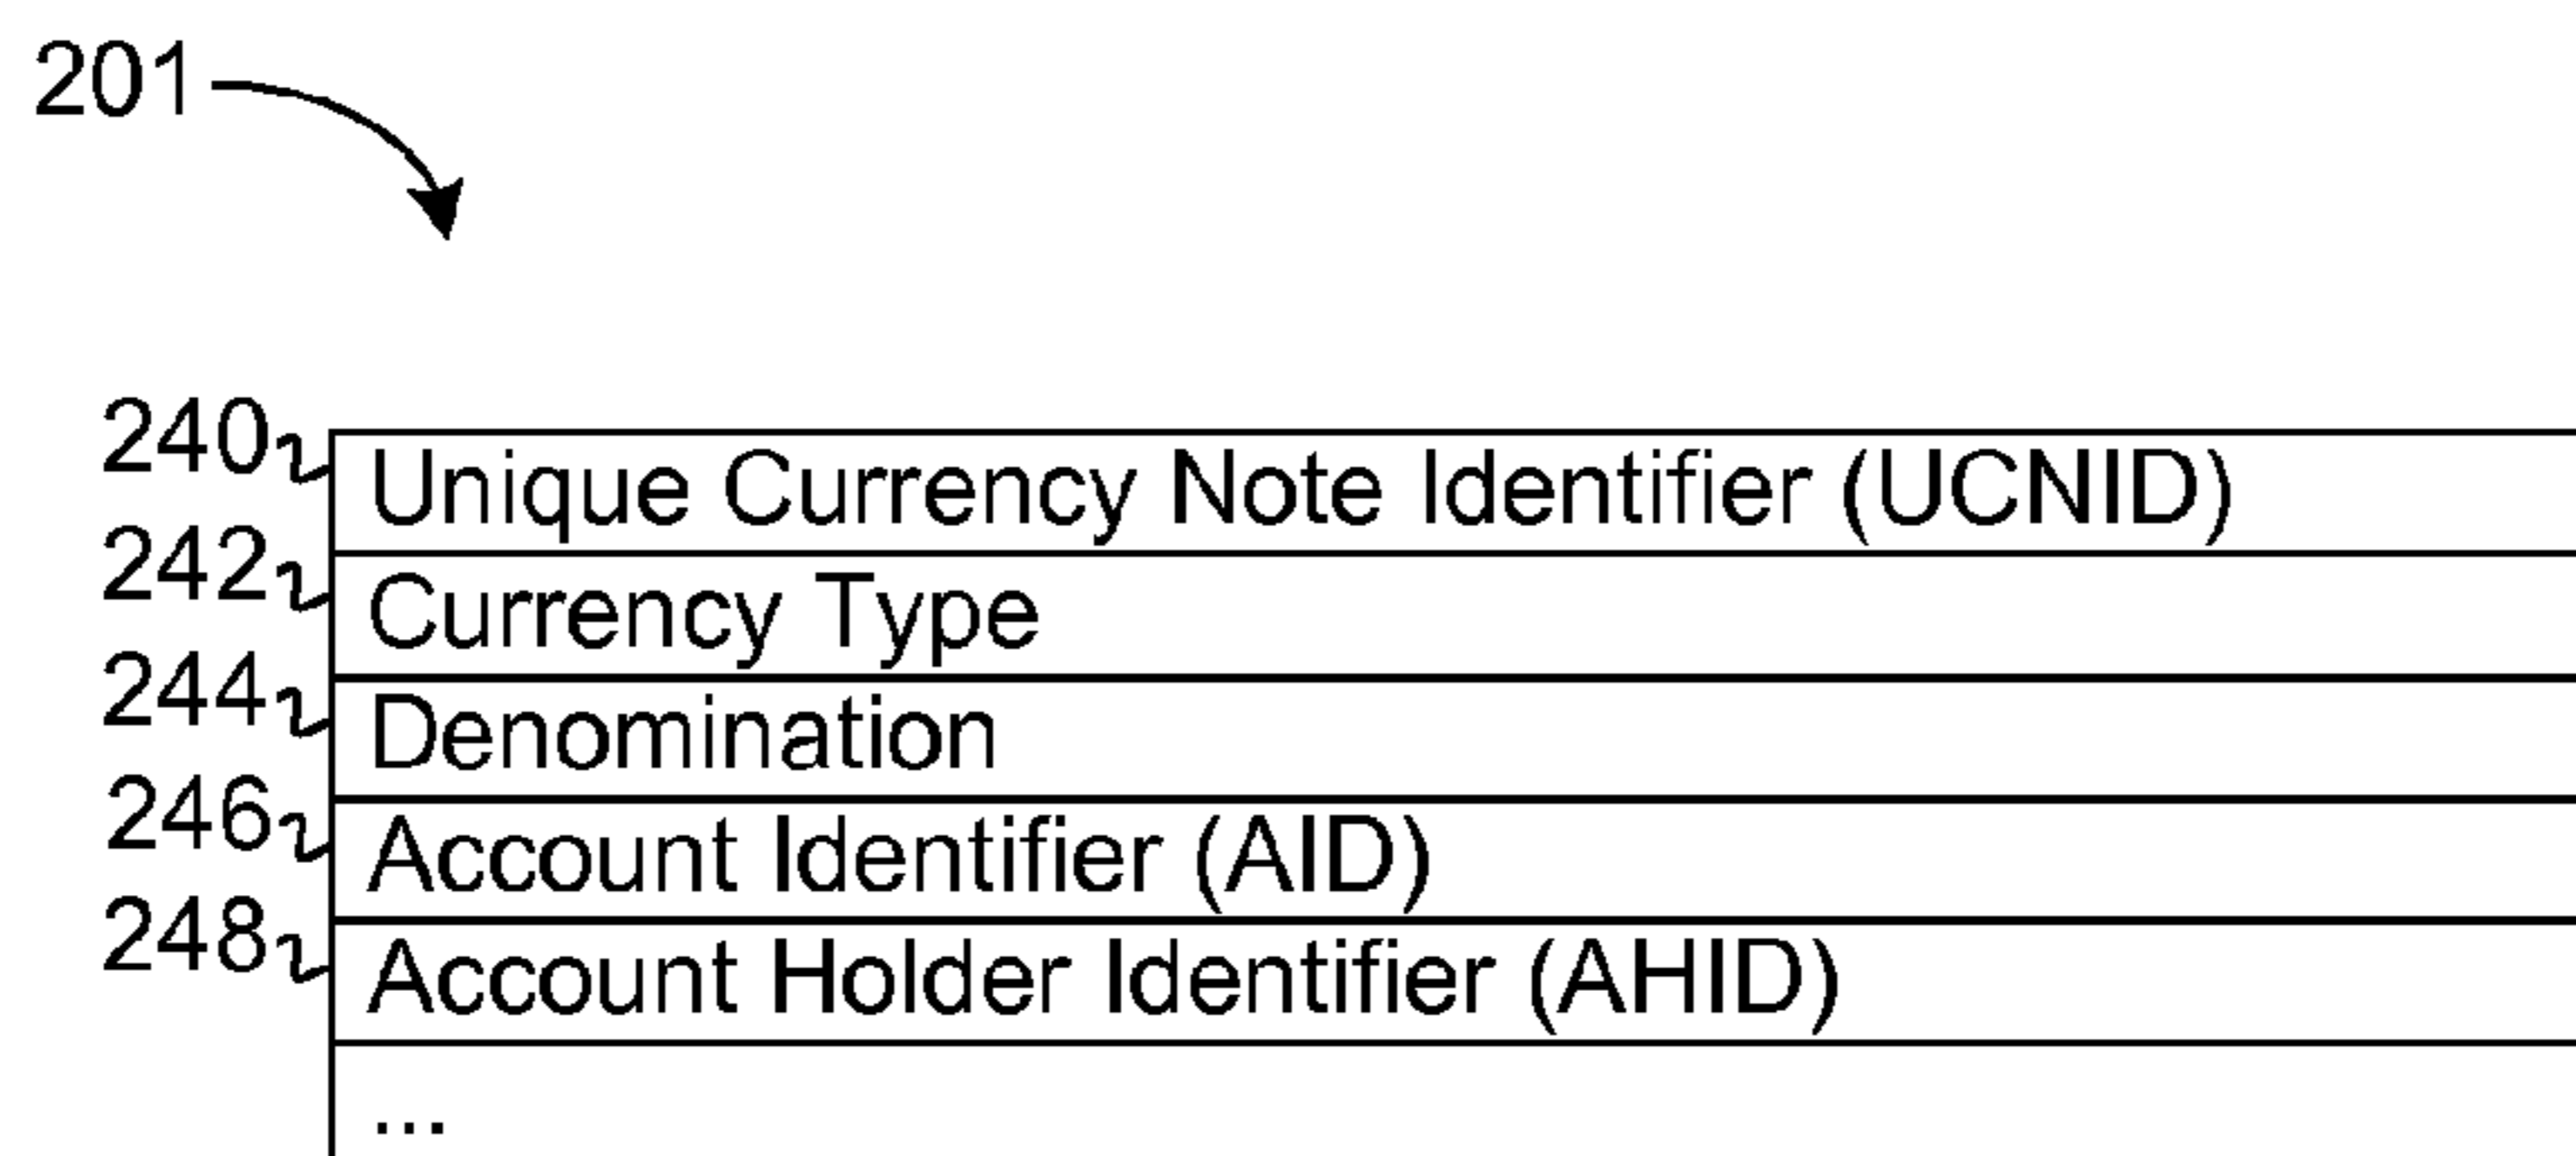 201
240 Unique Currency Note Identifier (UCNID)
242 Currency Type
244 Denomination
246 Account Identifier (AID)
248 Account Holder Identifier (AHID)
...